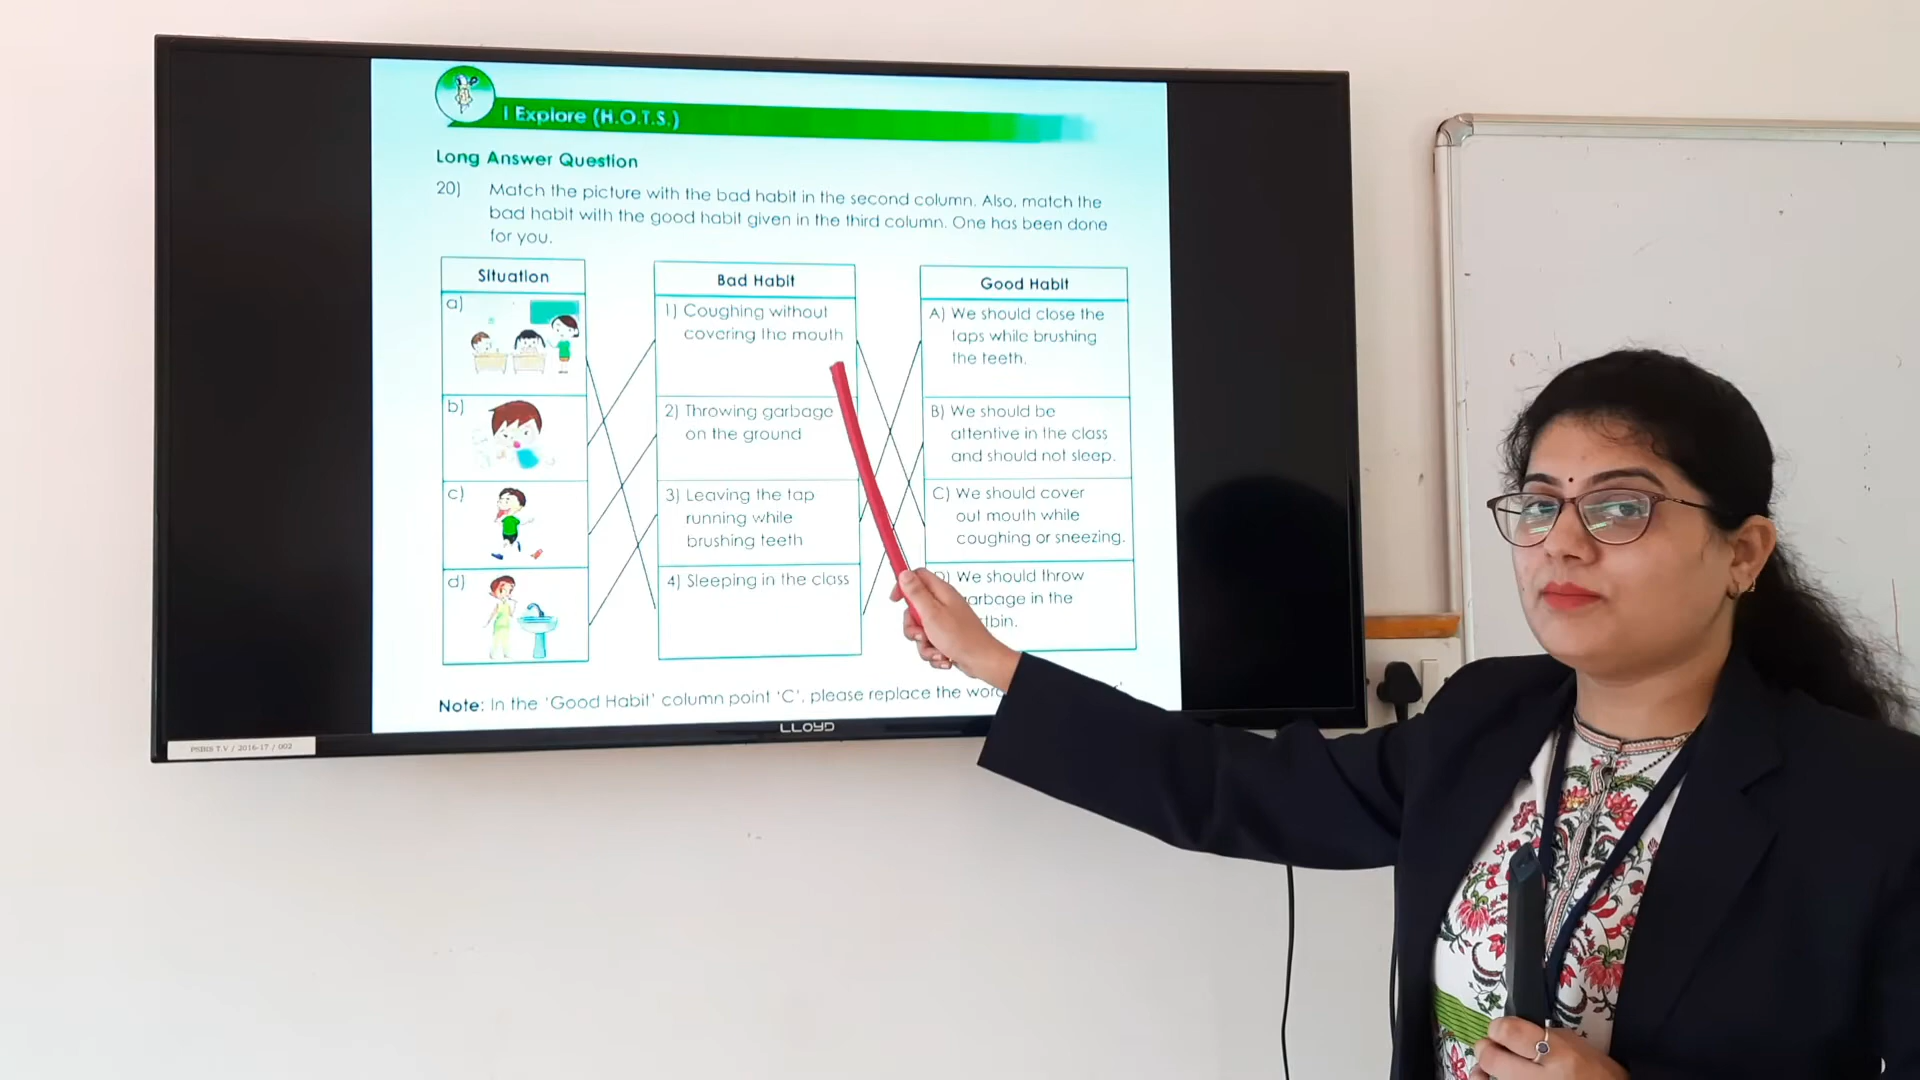 I Explore (H.O.T.S.)
Long Answer Question
20) Match the picture with the bad habit in the second column. Also, match the
bad habit with the good habit given in the third column. One has been done
for you.
Situation
a)
b)
c)
d)
Bad Habit
1) Coughing without
covering the mouth
2) Throwing garbage
on the ground
3) Leaving the tap
running while
brushing teeth
4) Sleeping in the class
Good Habit
A) We should close the
taps while brushing
the teeth.
B) We should be
attentive in the class
and should not sleep.
C) We should cover
out mouth while
coughing or sneezing.
We should throw
in the
Note: In the 'Good Habit' column point 'C', please replace the
LLOYD
PSBIS T.V / 2016-17 / 002